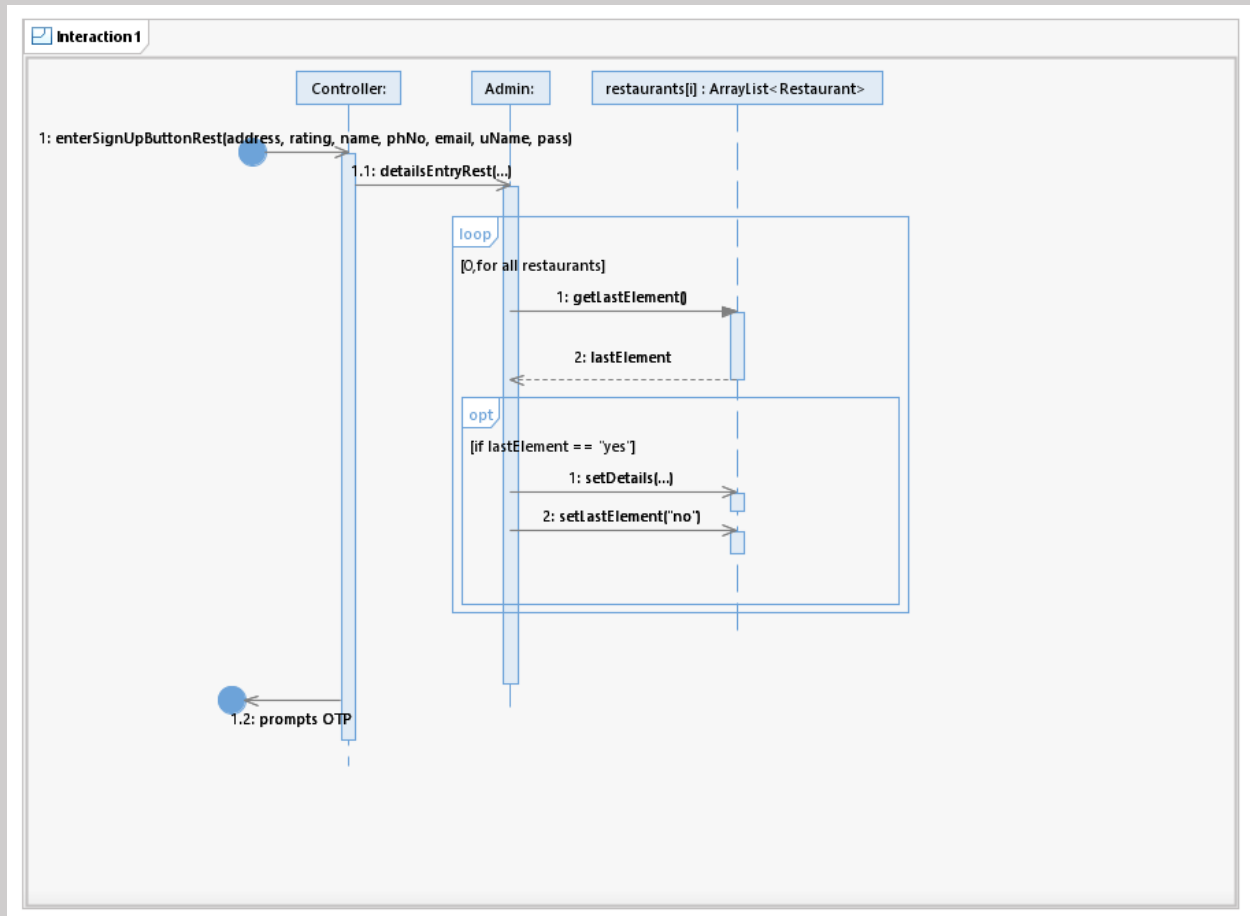 Interaction1
Controller:
Admin:
restaurants[i] : ArrayList<Restaurant>
1: enterSignUpButtonRest(address, rating, name, phNo, email, uName, pass)
1.1: detailsEntryRest(...)
loop
[0,for all restaurants]
1: getLastElement()
2: lastElement
opt
[if lastElement == "yes"]
1: setDetails(...)
2: setLastElement("no")
1.2: prompts OTP